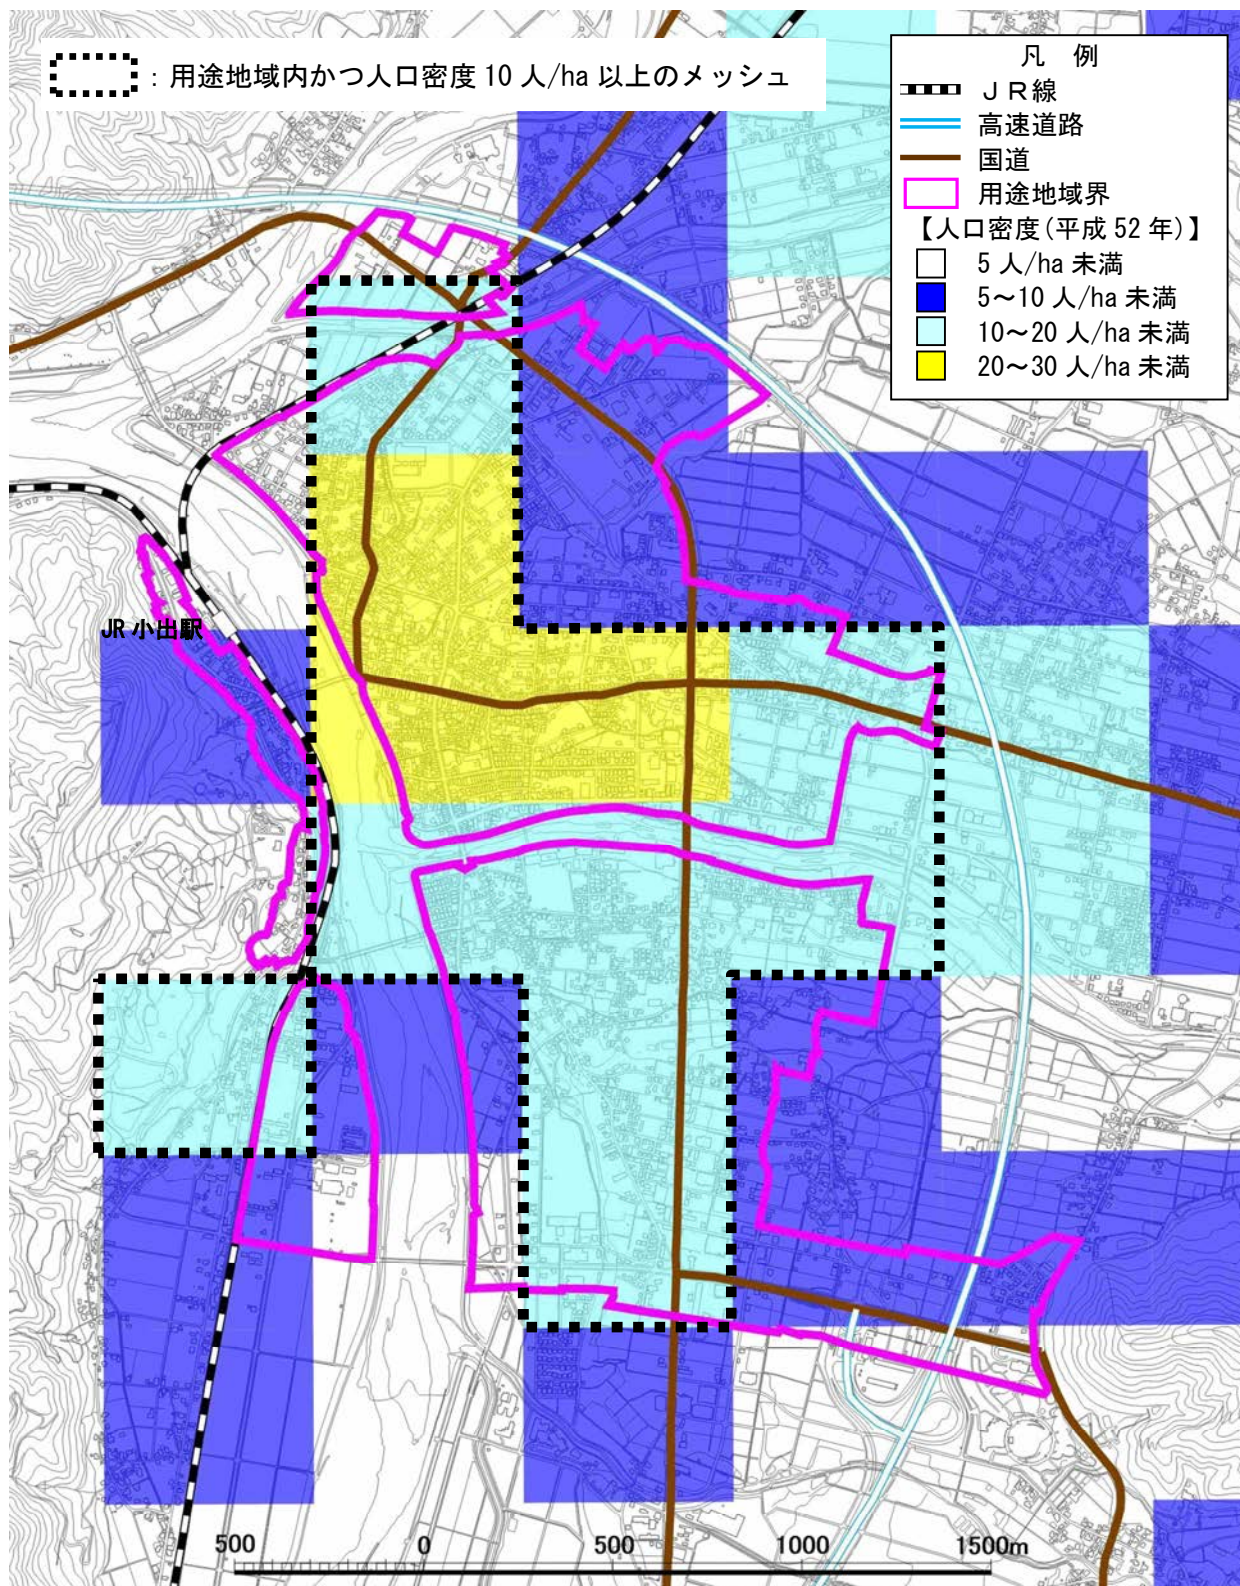 ：用途地域内かつ人口密度 10 人/ha 以上のメッシュ
凡　例
ＪＲ線
高速道路
国道
用途地域界
【人口密度(平成 52 年)】
5 人/ha 未満
5～10 人/ha 未満
10～20 人/ha 未満
20～30 人/ha 未満
JR 小出駅
500 0 500 1000 1500m